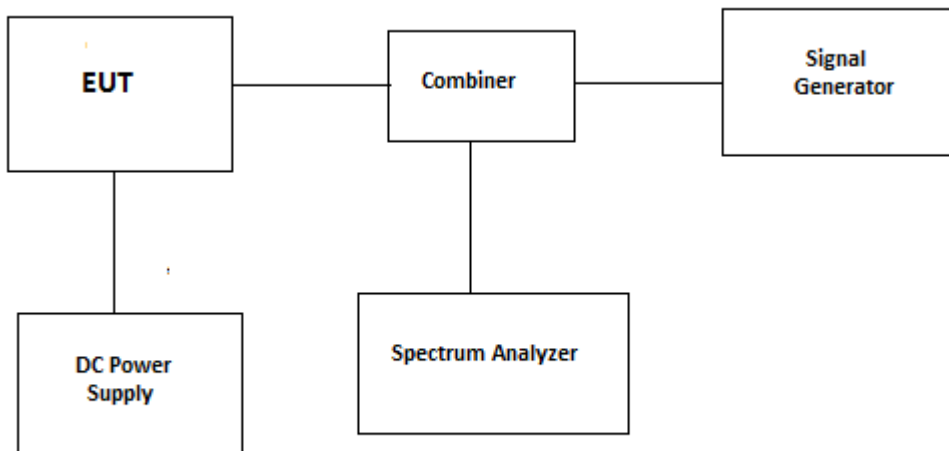 EUT
Combiner
Signal
Generator
DC Power
Supply
Spectrum Analyzer